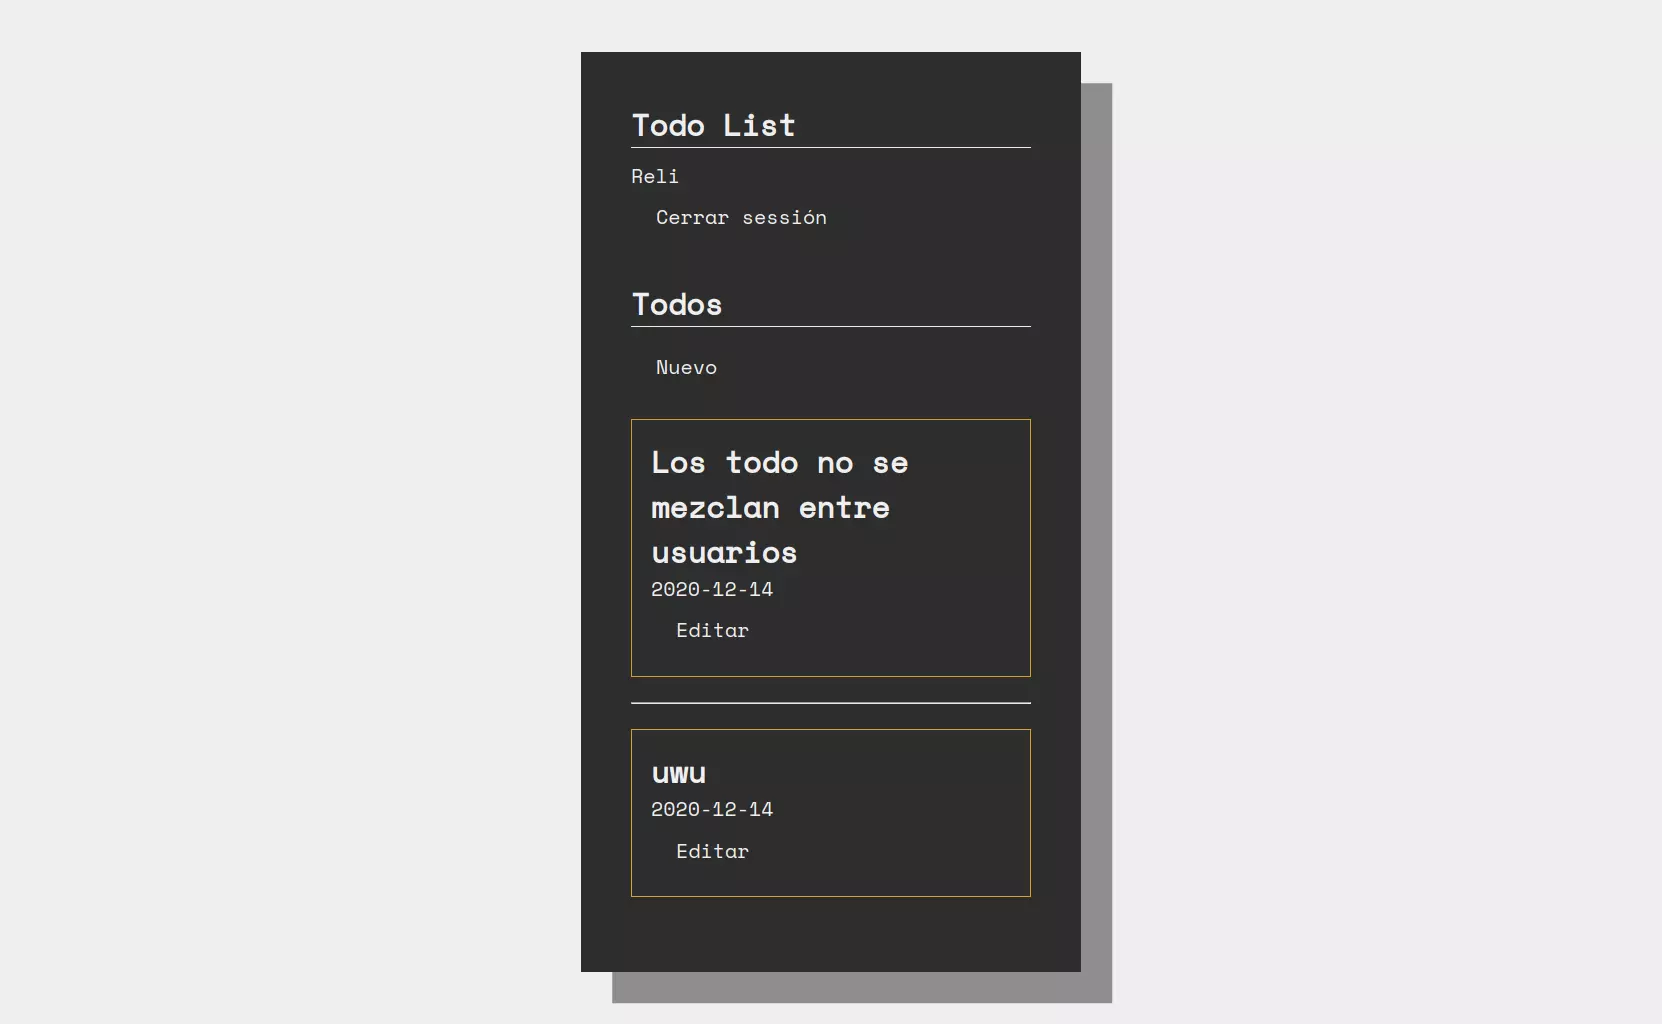 Todo List
Reli
Cerrar sessión
Todos
Nuevo
Los todo no se
mezclan entre
usuarios
2020-12-14
Editar
uwu
2020-12-14
Editar